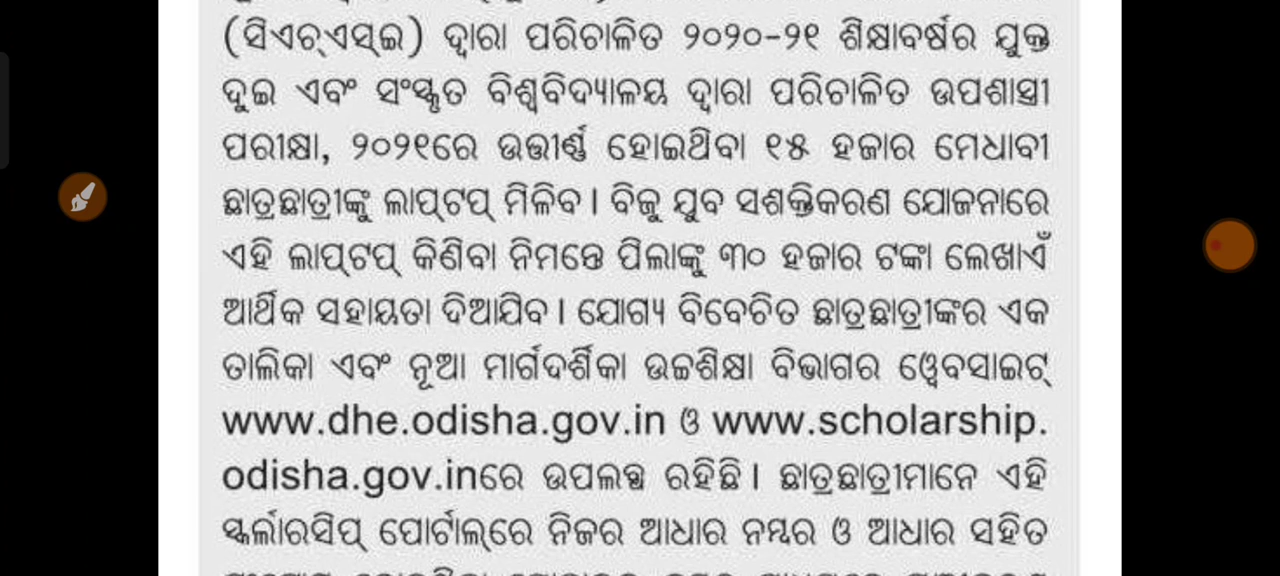 (ସିଏଚ୍ଏସ୍ଇ) ଦ୍ୱାରା ପରିଚାଳିତ ୨୦୨୦-୨୧ ଶିକ୍ଷାବର୍ଷର ଯୁକ୍ତ
ଦୁଇ ଏବଂ ସଂସ୍କୃତ ବିଶ୍ୱବିଦ୍ୟାଳୟ ଦ୍ୱାରା ପରିଚାଳିତ ଉପଶାସ୍ତ୍ରୀ
ପରୀକ୍ଷା, ୨୦୨୧ରେ ଉତ୍ତୀର୍ଣ୍ଣ ହୋଇଥିବା ୧୫ ହଜାର ମେଧାବୀ
ଛାତ୍ରଛାତ୍ରୀଙ୍କୁ ଲାପ୍‌ଟପ୍ ମିଳିବ। ବିଜୁ ଯୁବ ସଶକ୍ତିକରଣ ଯୋଜନାରେ
ଏହି ଲାପ୍‌ଟପ୍ କିଣିବା ନିମନ୍ତେ ପିଲାଙ୍କୁ ୩୦ ହଜାର ଟଙ୍କା ଲେଖାଏଁ
ଆର୍ଥିକ ସହାୟତା ଦିଆଯିବ। ଯୋଗ୍ୟ ବିବେଚିତ ଛାତ୍ରଛାତ୍ରୀଙ୍କର ଏକ
ତାଲିକା ଏବଂ ନୂଆ ମାର୍ଗଦର୍ଶିକା ଉଚ୍ଚଶିକ୍ଷା ବିଭାଗର ୱେବସାଇଟ୍
www.dhe.odisha.gov.in ଓ www.scholarship.
odisha.gov.inରେ ଉପଲବ୍ଧ ରହିଛି। ଛାତ୍ରଛାତ୍ରୀମାନେ ଏହି
ସ୍କର୍ଲାରସିପ୍ ପୋର୍ଟାଲ୍‌ରେ ନିଜର ଆଧାର ନମ୍ୱର ଓ ଆଧାର ସହିତ